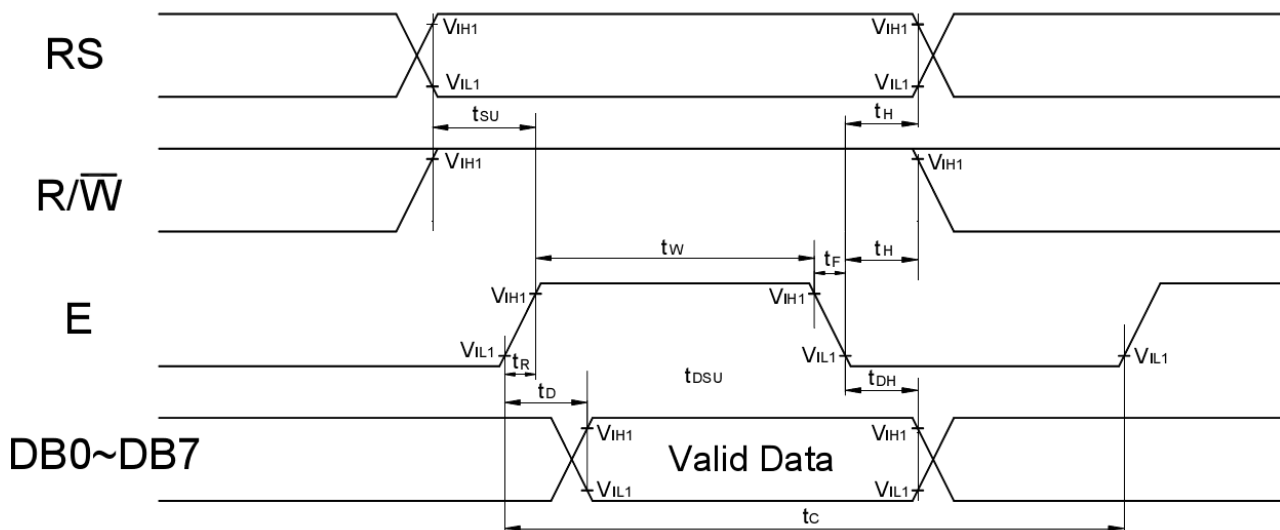 RS
VIH1
VIH1
VIL1
VIL1
tSU
tH
R/W̅
VIH1
VIH1
tW
tF
tH
E
VIH1
VIH1
VIL1
VIL1
VIL1
tR
tDSU
tDH
tD
DB0~DB7
VIH1
VIH1
Valid Data
VIL1
VIL1
tC